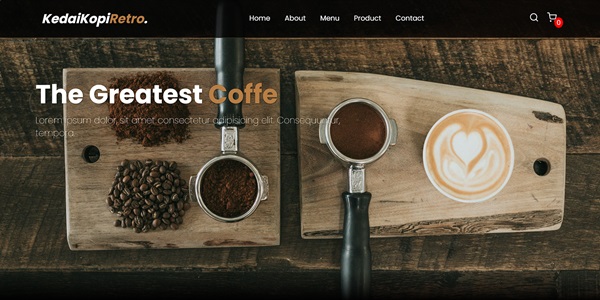 KedaiKopiRetro.
Home About Menu Product Contact
0
The Greatest Coffe
Lorem ipsum dolor, sit amet consectetur adipisicing elit. Consequuntur,
tempora.